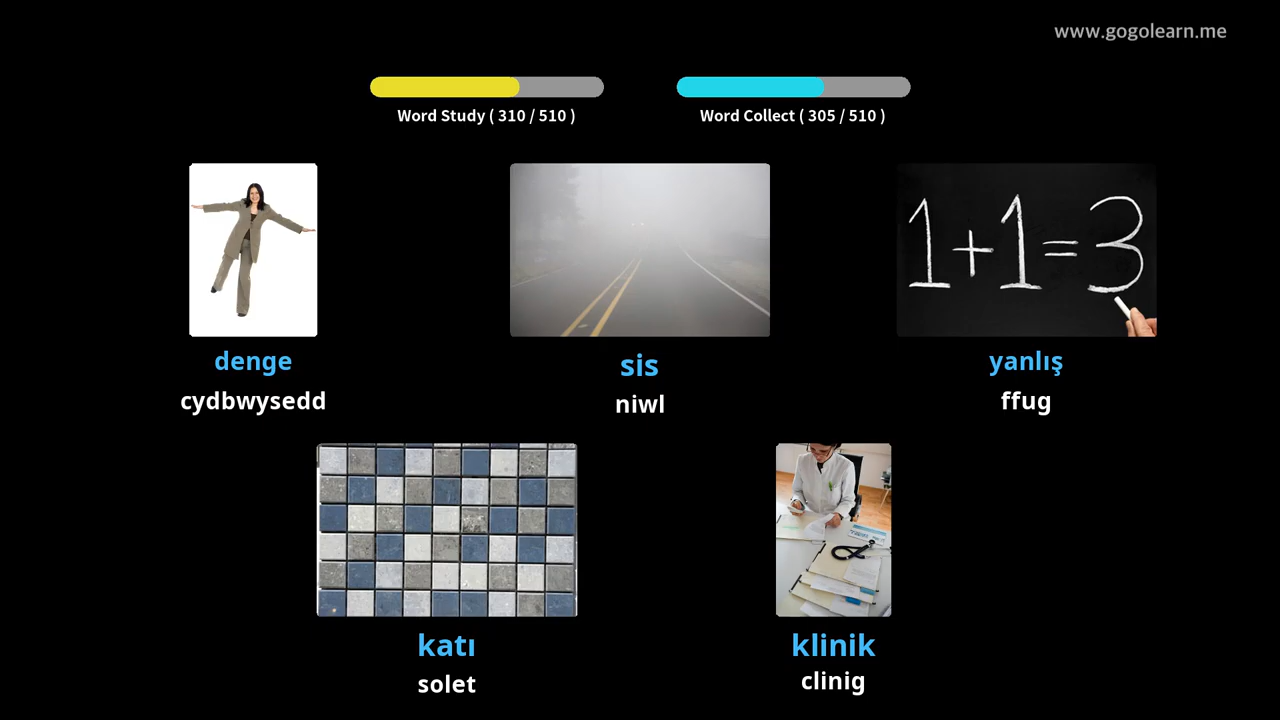 www.gogolearn.me
Word Study ( 310 / 510 )
Word Collect ( 305 / 510 )
1+1=3
denge
cydbwysedd
sis
niwl
yanlış
ffug
katı
solet
klinik
clinig